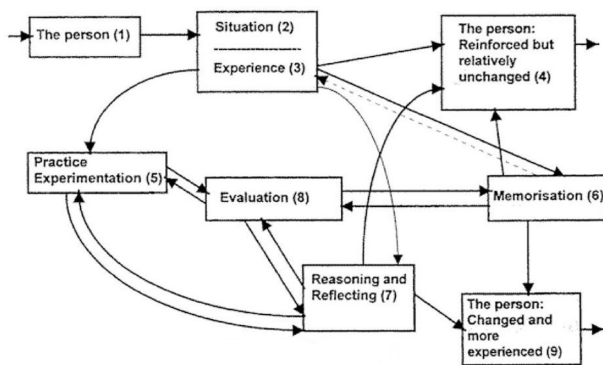 The person (1)
Situation (2)
Experience (3)
The person:
Reinforced but
relatively
unchanged (4)
Practice
Experimentation (5)
Evaluation (8)
Memorisation (6)
Reasoning and
Reflecting (7)
The person:
Changed and
more
experienced (9)